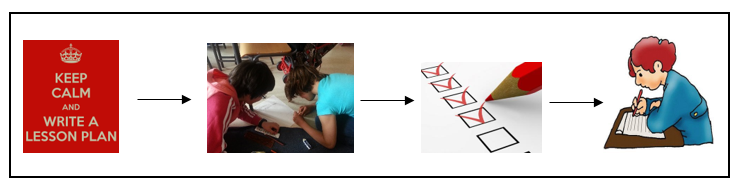 KEEP
CALM
AND
WRITE A
LESSON PLAN